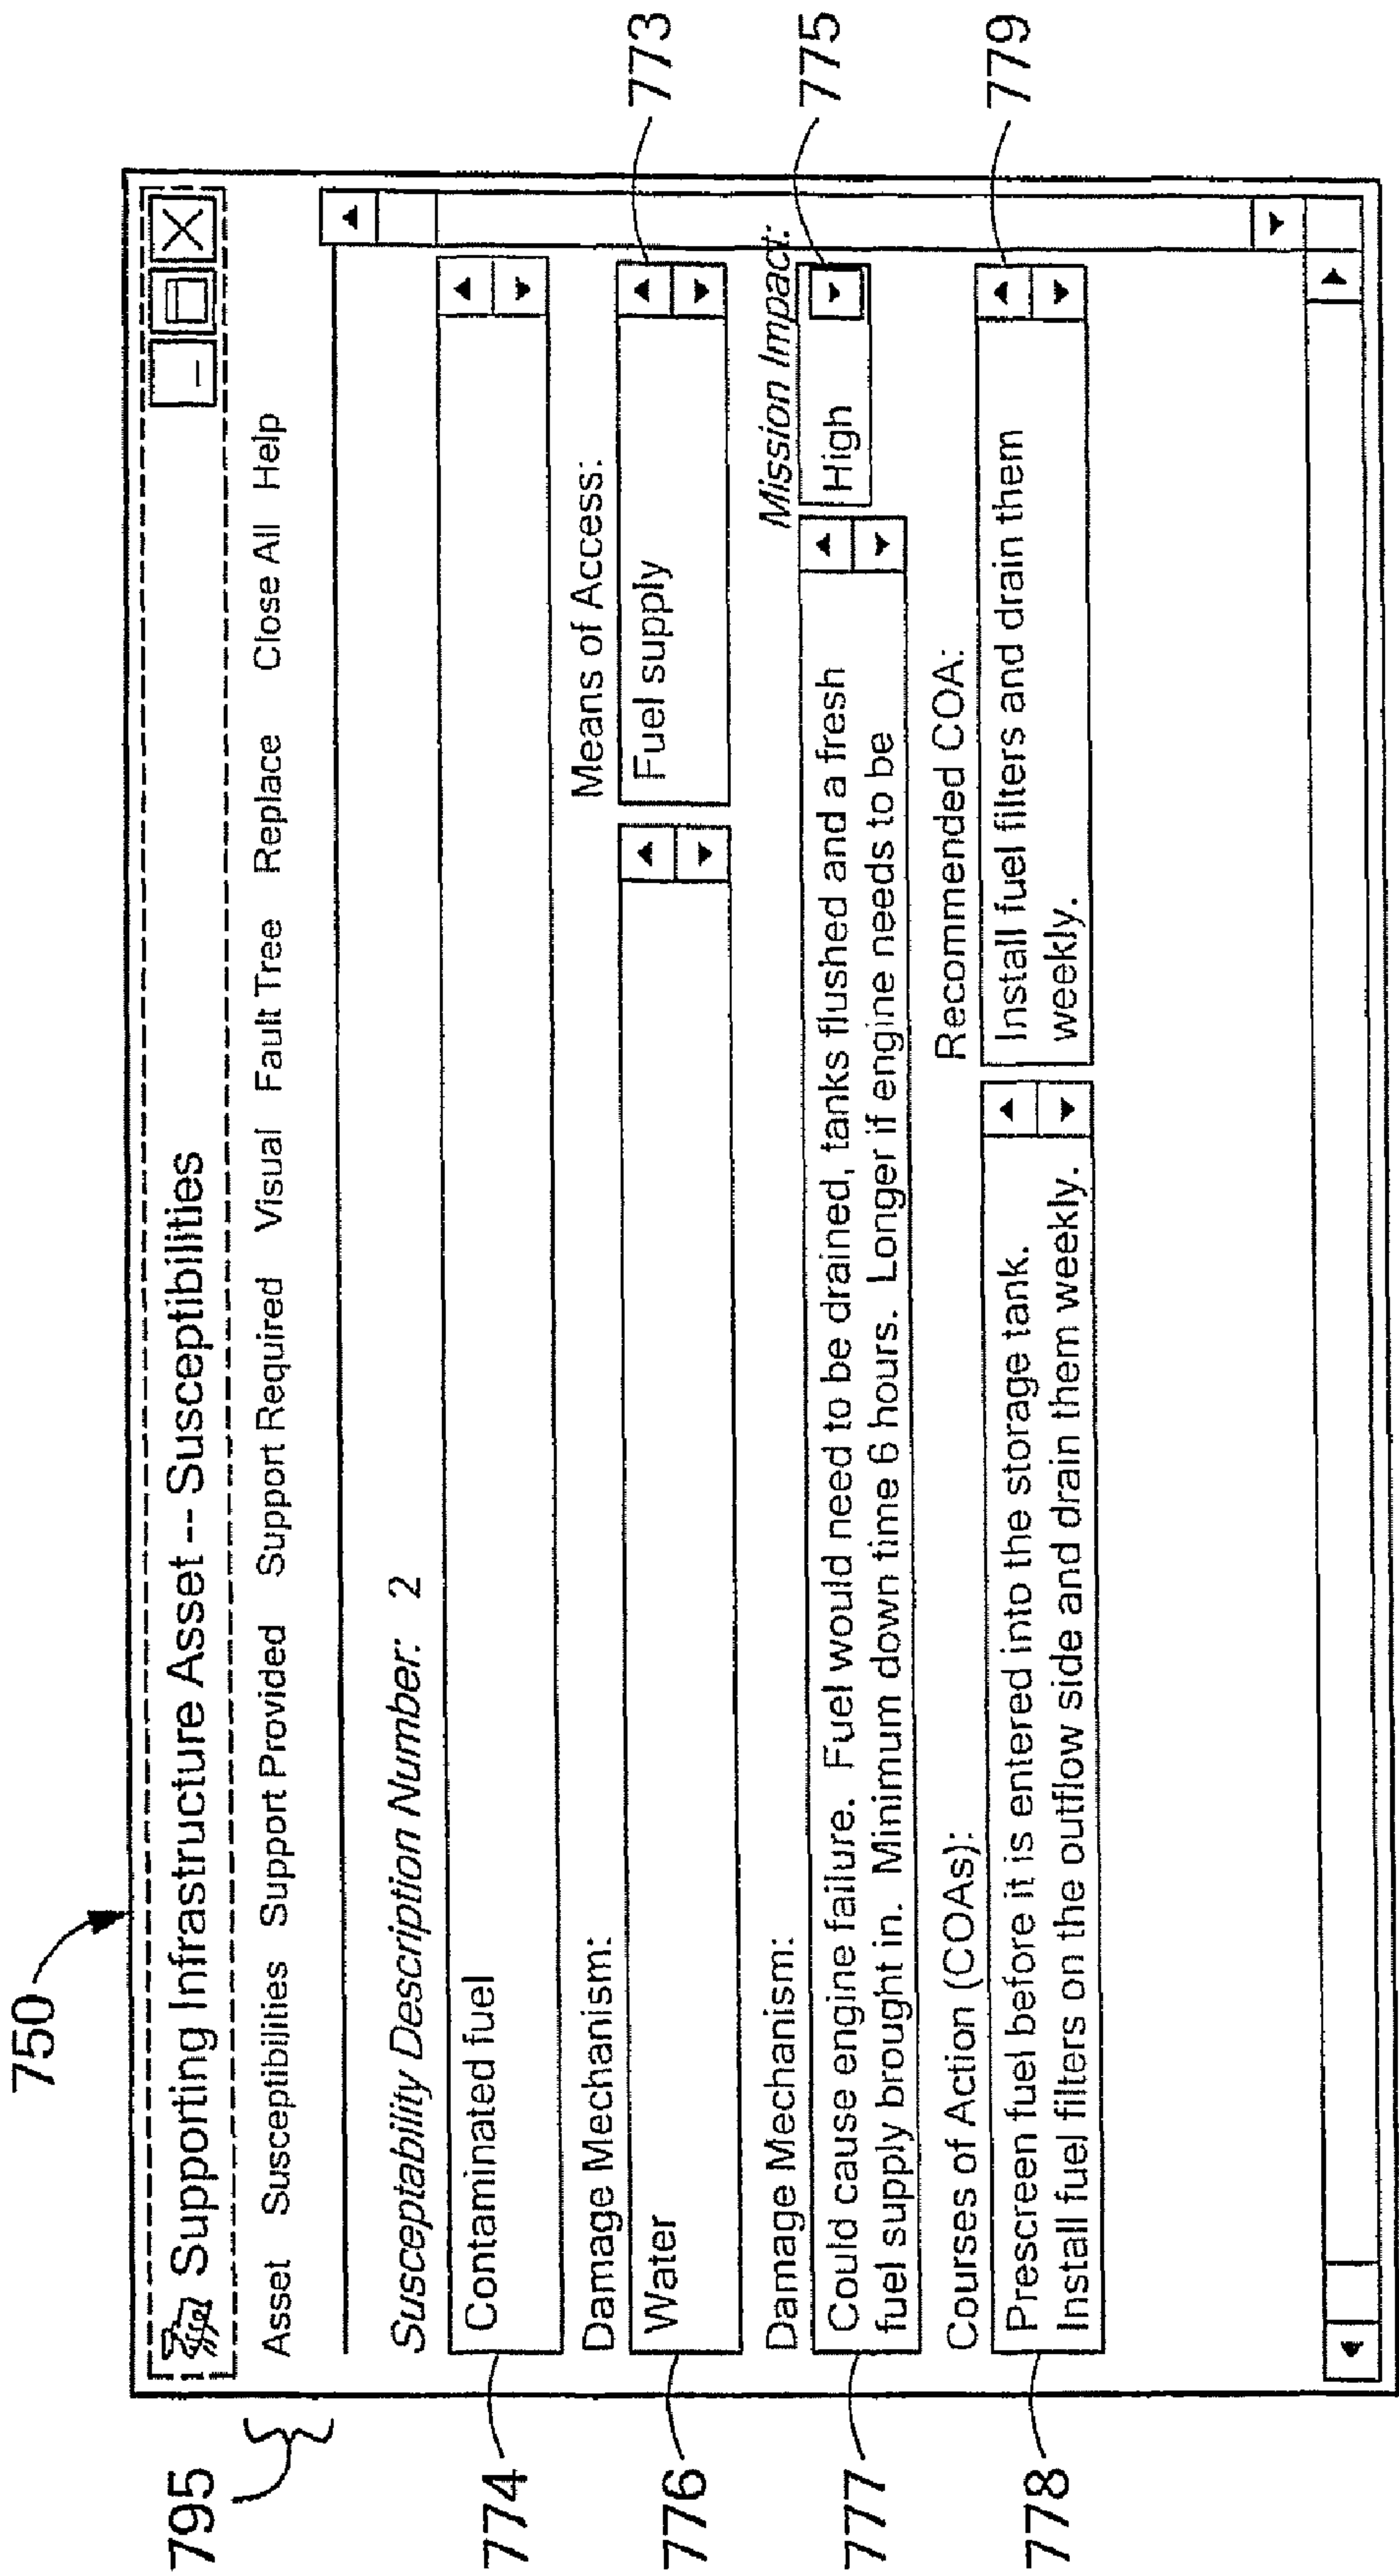 750
795
Supporting Infrastructure Asset -- Susceptibilities
Asset Susceptibilities Support Provided Support Required Visual Fault Tree Replace Close All Help
Susceptability Description Number: 2
774
Contaminated fuel
Damage Mechanism: Means of Access:
776
Water
Fuel supply
773
Damage Mechanism: Mission Impact:
777
Could cause engine failure. Fuel would need to be drained, tanks flushed and a fresh
fuel supply brought in. Minimum down time 6 hours. Longer if engine needs to be
High
775
Courses of Action (COAs): Recommended COA:
778
Prescreen fuel before it is entered into the storage tank.
Install fuel filters on the outflow side and drain them weekly.
Install fuel filters and drain them
weekly.
779